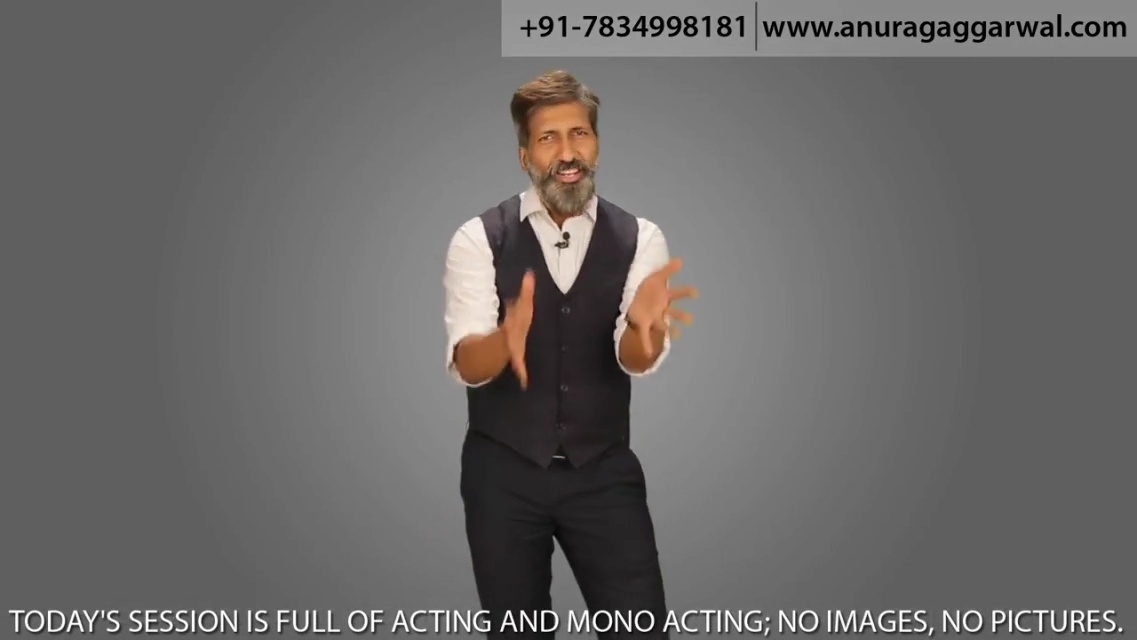 +91-7834998181 | www.anuragaggarwal.com
TODAY'S SESSION IS FULL OF ACTING AND MONO ACTING; NO IMAGES, NO PICTURES.